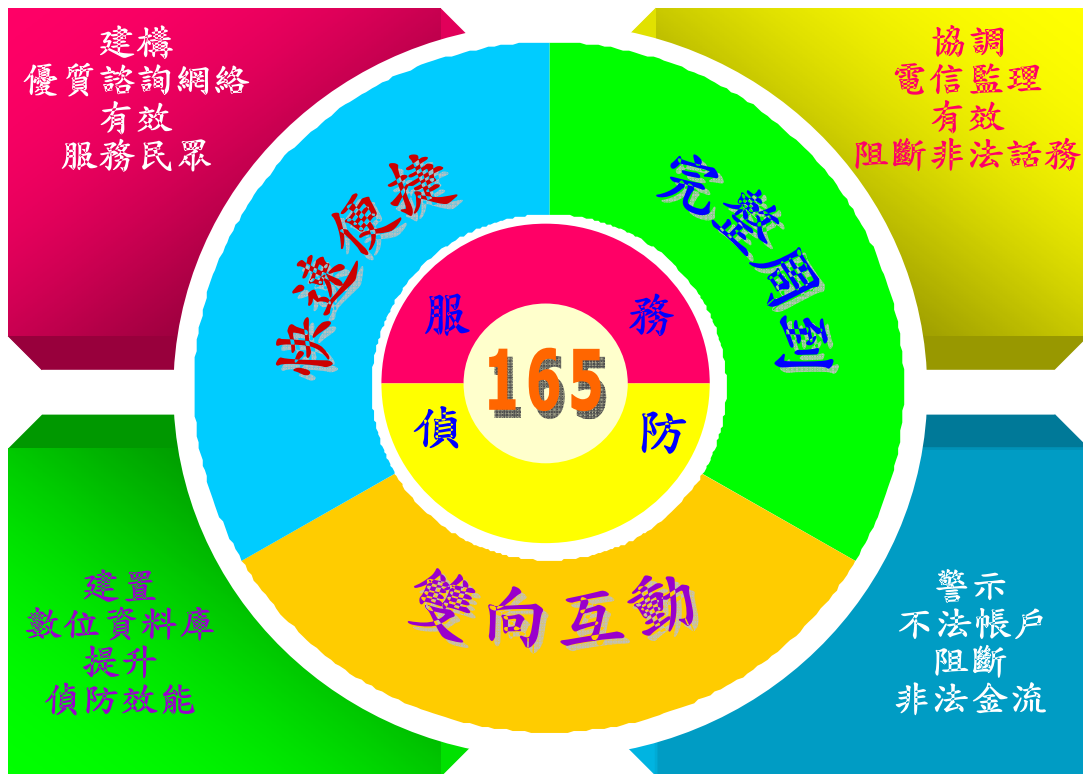 建構
優質諮詢網絡
有效
服務民眾
協調
電信監理
有效
阻斷非法話務
快速便捷
完整周到
服務
165
偵防
雙向互動
建置
數位資料庫
提升
偵防效能
警示
不法帳戶
阻斷
非法金流